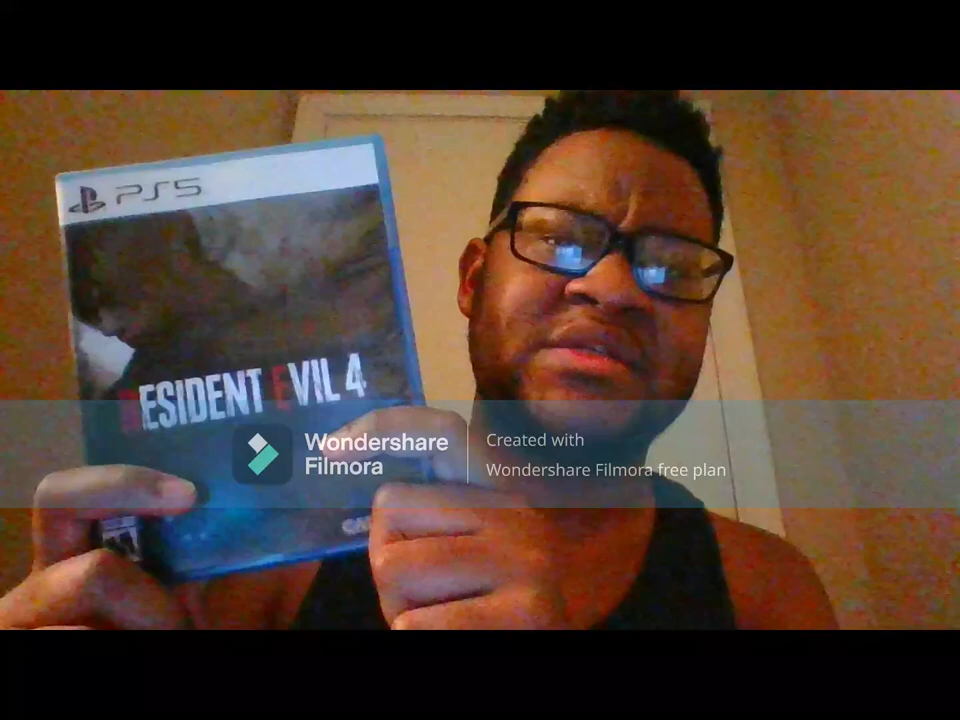 PS5
RESIDENT EVIL 4
Wondershare
Filmora
Created with
Wondershare Filmora free plan